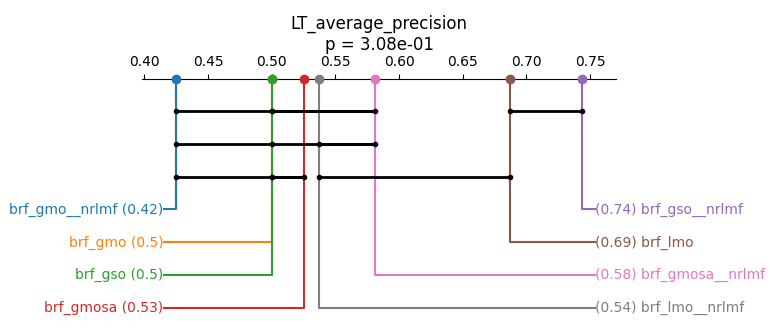 LT_average_precision
p = 3.08e-01
0.40 0.45 0.50 0.55 0.60 0.65 0.70 0.75
brf_gmo__nrlmf (0.42) (0.74) brf_gso__nrlmf
brf_gmo (0.5) (0.69) brf_lmo
brf_gso (0.5) (0.58) brf_gmosa__nrlmf
brf_gmosa (0.53) (0.54) brf_lmo__nrlmf